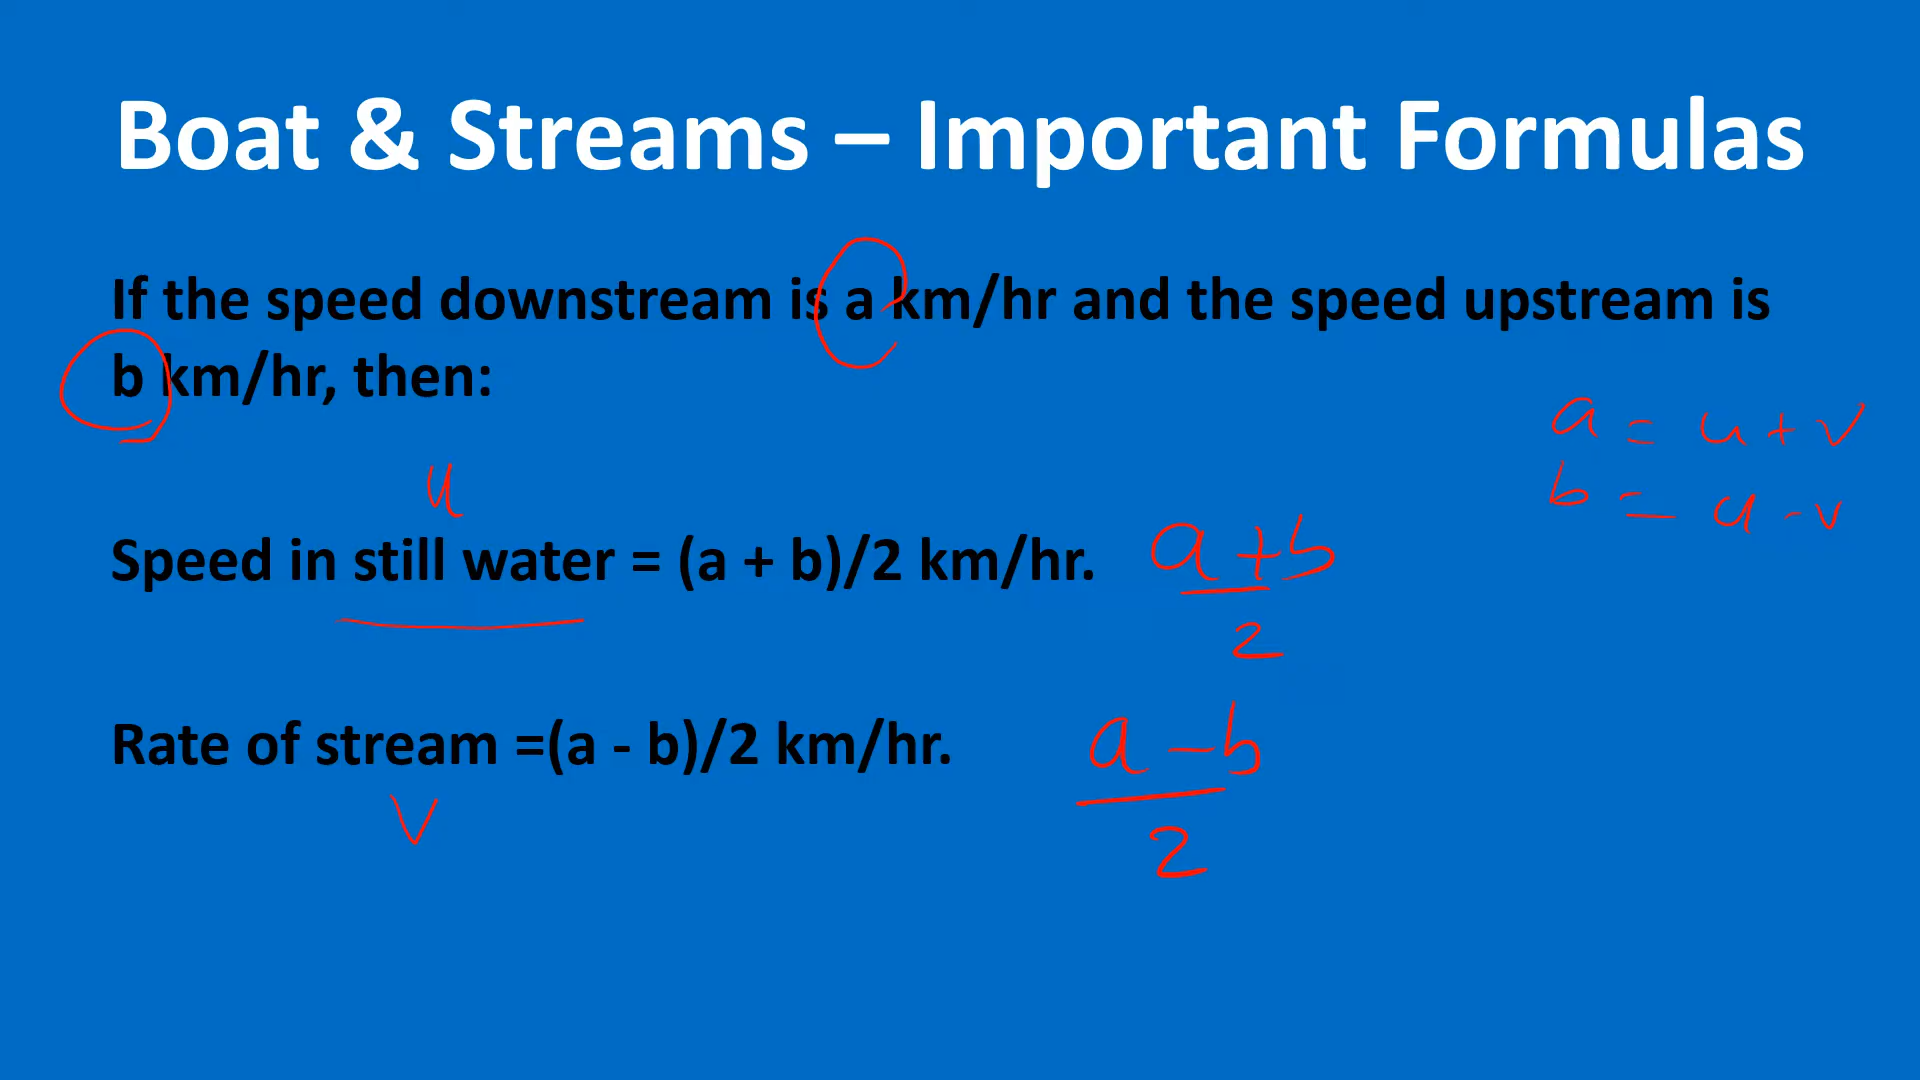 Boat & Streams – Important Formulas
If the speed downstream is a km/hr and the speed upstream is
b km/hr, then:
a = u + v
b = u - v
u
Speed in still water = (a + b)/2 km/hr.
a + b
2
Rate of stream =(a - b)/2 km/hr.
a - b
2
v